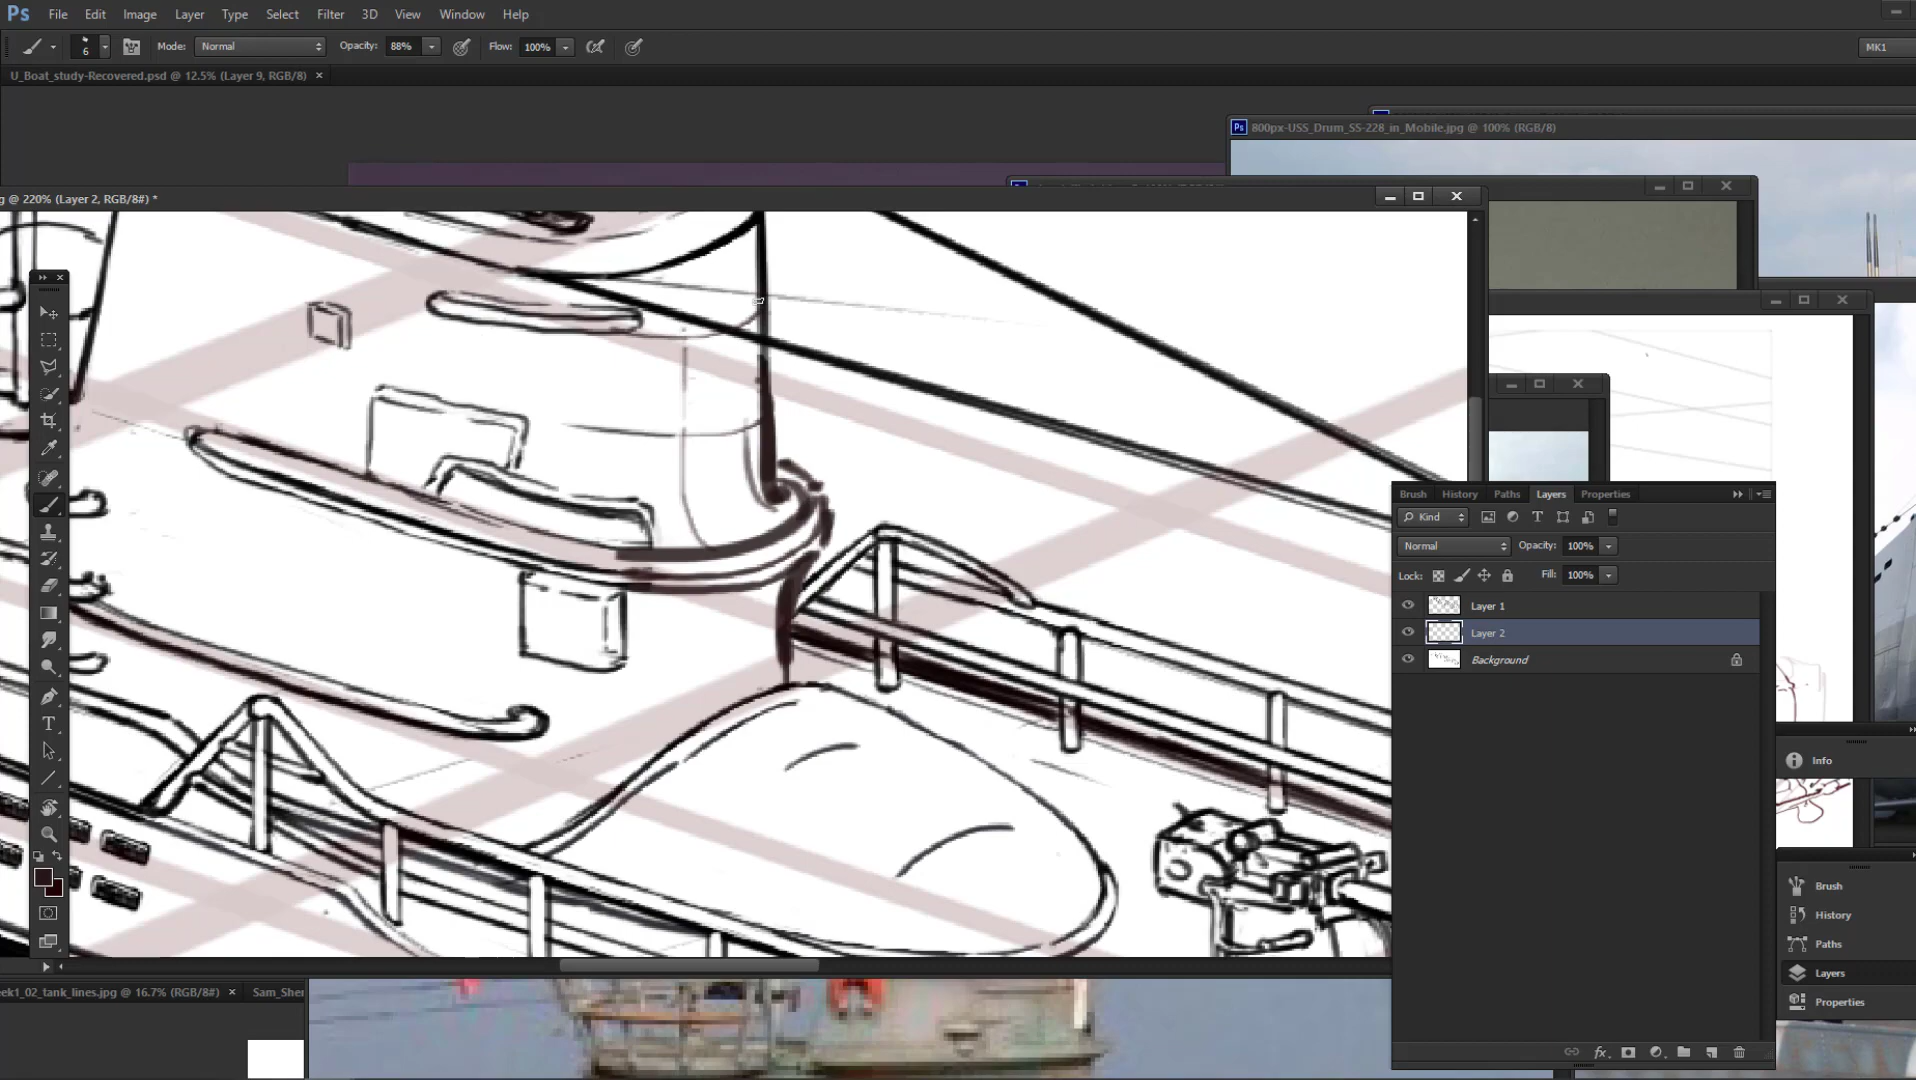 Ps File Edit Image Layer Type Select Filter 3D View Window Help
6 Mode: Normal Opacity: 88% Flow: 100% MK1
U_Boat_study-Recovered.psd @ 12.5% (Layer 9, RGB/8) ×
Ps 800px-USS_Drum_SS-228_in_Mobile.jpg @ 100% (RGB/8)
g @ 220% (Layer 2, RGB/8#) *
Brush History Paths Layers Properties
Kind
Normal Opacity: 100%
Lock: Fill: 100%
Layer 1
Layer 2
Background
Info
Brush
History
Paths
Layers
Properties
eek1_02_tank_lines.jpg @ 16.7% (RGB/8#) × Sam_Sher